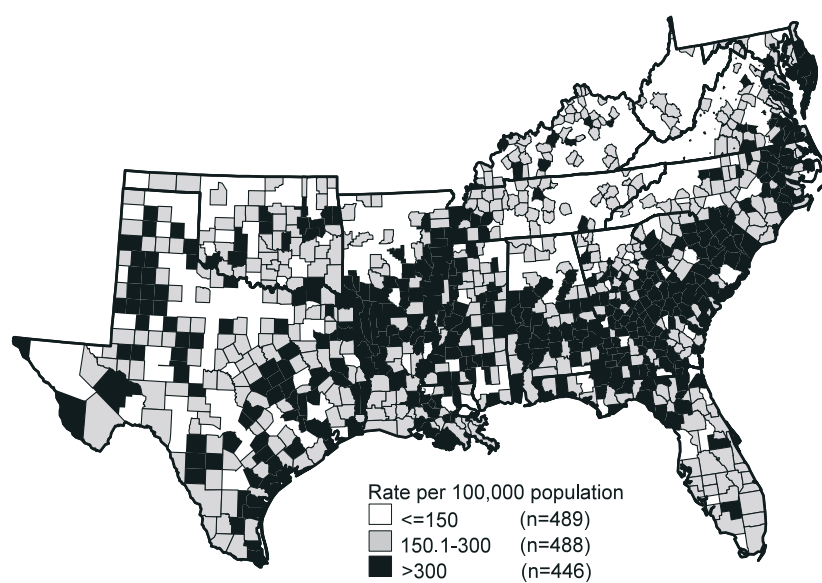 Rate per 100,000 population
<=150 (n=489)
150.1-300 (n=488)
>300 (n=446)